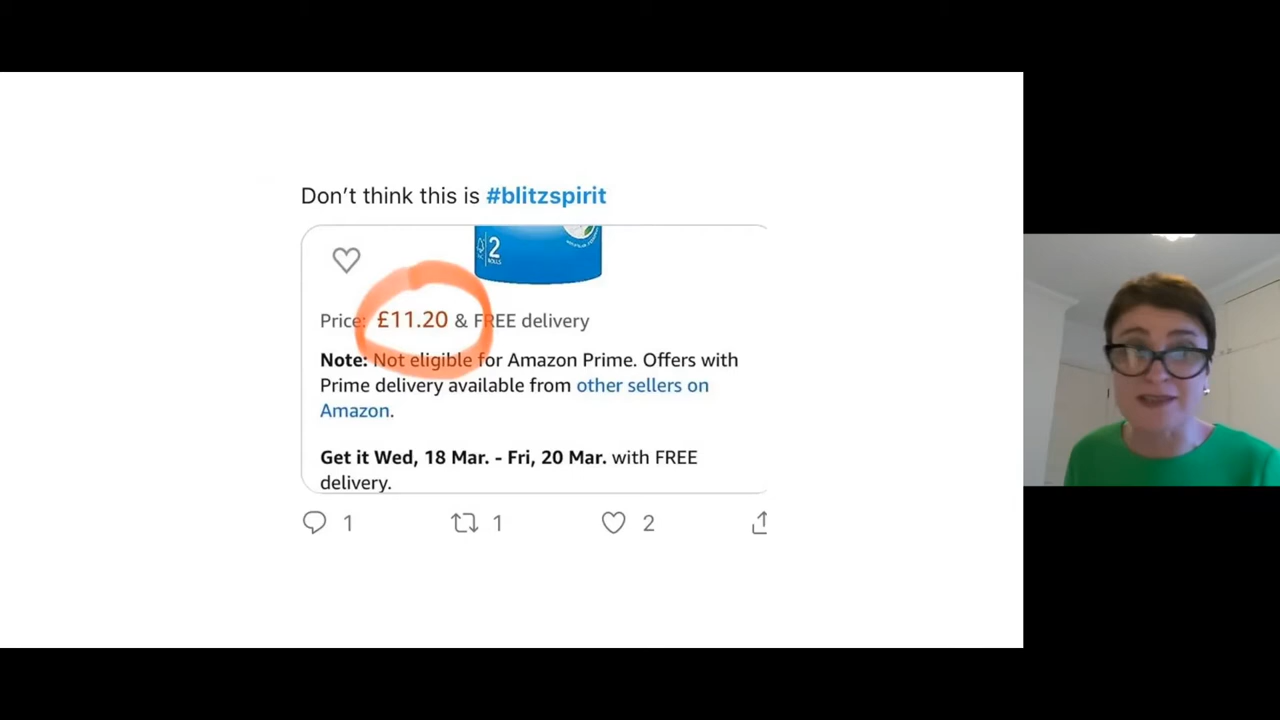 Don’t think this is #blitzspirit
2
ROLLS
Price: £11.20 & FREE delivery
Note: Not eligible for Amazon Prime. Offers with
Prime delivery available from other sellers on
Amazon.
Get it Wed, 18 Mar. - Fri, 20 Mar. with FREE
delivery.
1 1 2